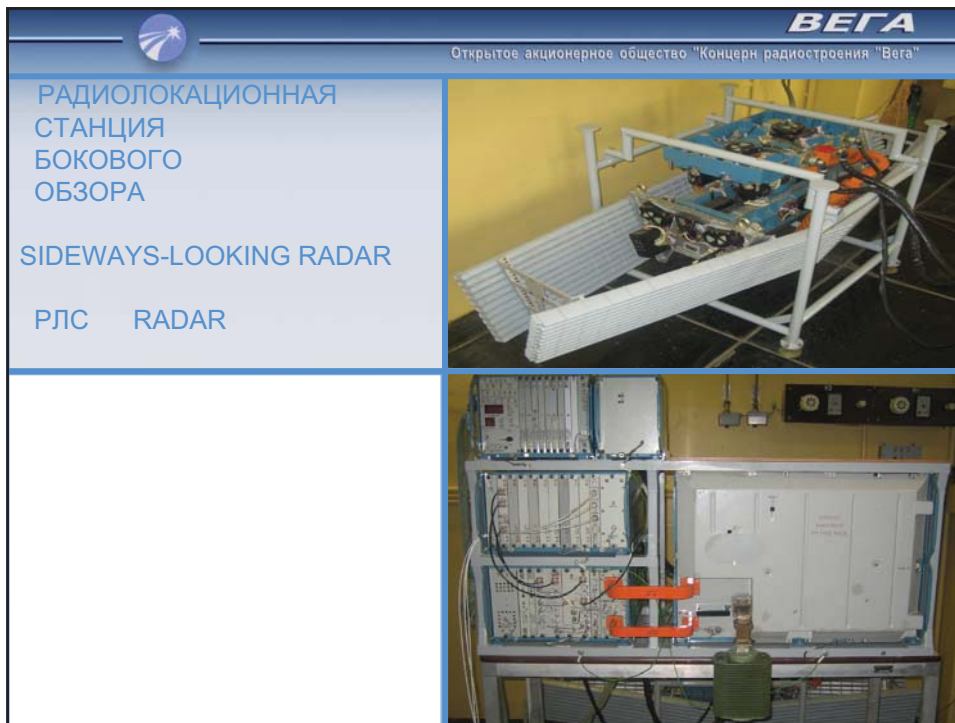 ВЕГА
Открытое акционерное общество "Концерн радиостроения "Вега"
РАДИОЛОКАЦИОННАЯ
СТАНЦИЯ
БОКОВОГО
ОБЗОРА
SIDEWAYS-LOOKING RADAR
РЛС RADAR